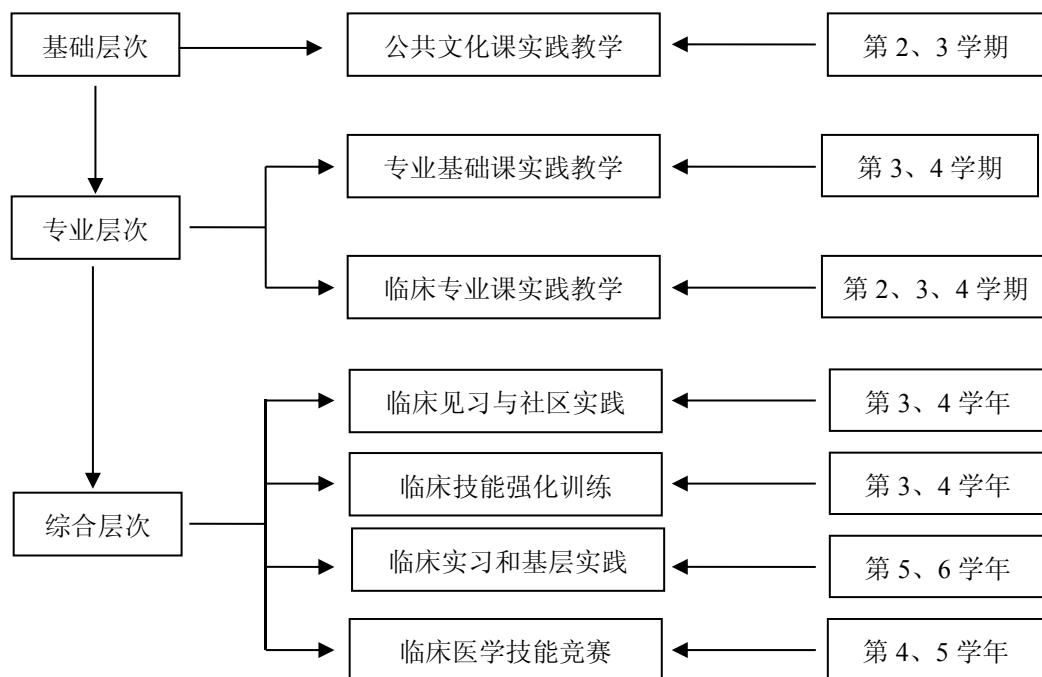 基础层次
公共文化课实践教学
第 2、3 学期
专业基础课实践教学
第 3、4 学期
专业层次
临床专业课实践教学
第 2、3、4 学期
临床见习与社区实践
第 3、4 学年
临床技能强化训练
第 3、4 学年
综合层次
临床实习和基层实践
第 5、6 学年
临床医学技能竞赛
第 4、5 学年